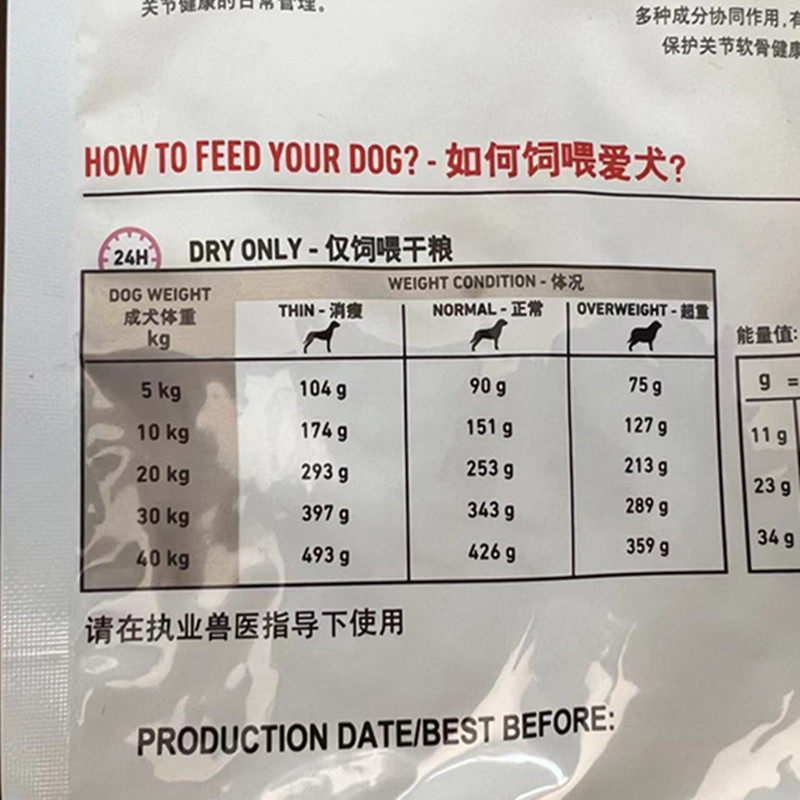 关节健康的日常管理。
多种成分协同作用,有
保护关节软骨健康
HOW TO FEED YOUR DOG? - 如何饲喂爱犬?
24H
DRY ONLY - 仅饲喂干粮
DOG WEIGHT
成犬体重
kg
WEIGHT CONDITION - 体况
THIN - 消瘦
NORMAL - 正常
OVERWEIGHT - 超重
5 kg 104 g 90 g 75 g
10 kg 174 g 151 g 127 g
20 kg 293 g 253 g 213 g
30 kg 397 g 343 g 289 g
40 kg 493 g 426 g 359 g
能量值:
g =
11 g
23 g
34 g
请在执业兽医指导下使用
PRODUCTION DATE/BEST BEFORE: